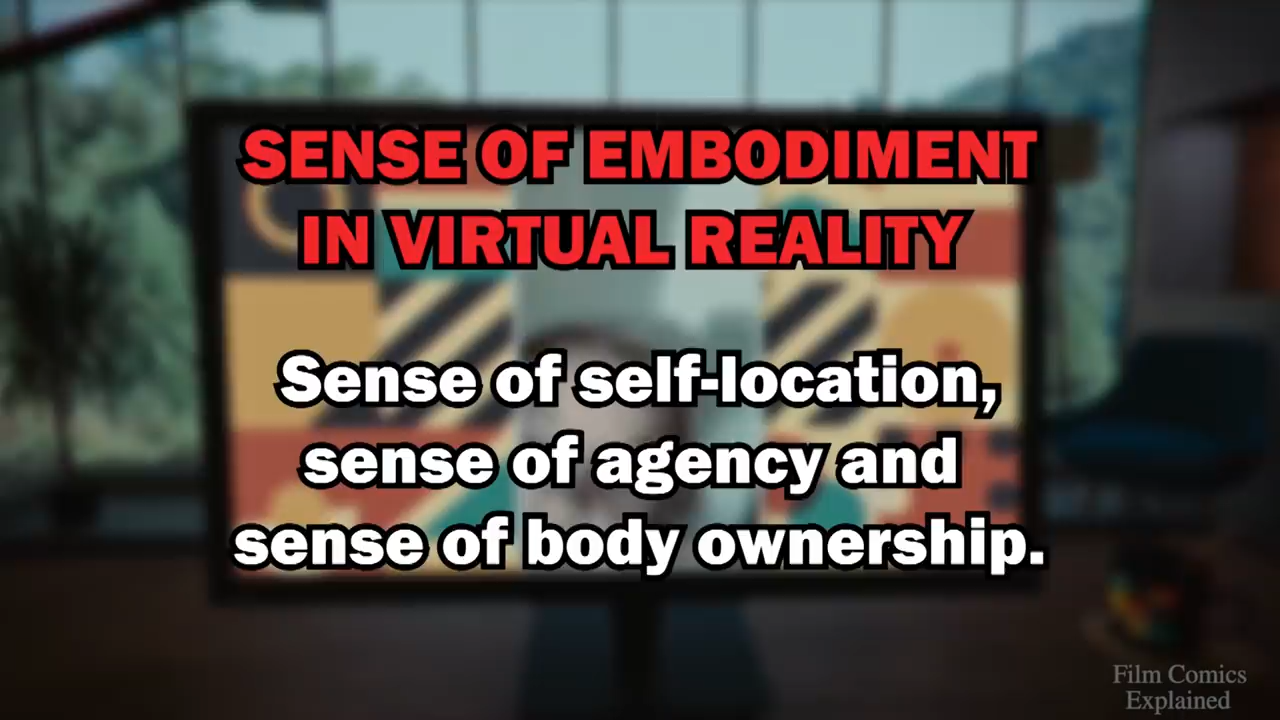 SENSE OF EMBODIMENT
IN VIRTUAL REALITY
Sense of self-location,
sense of agency and
sense of body ownership.
Film Comics
Explained